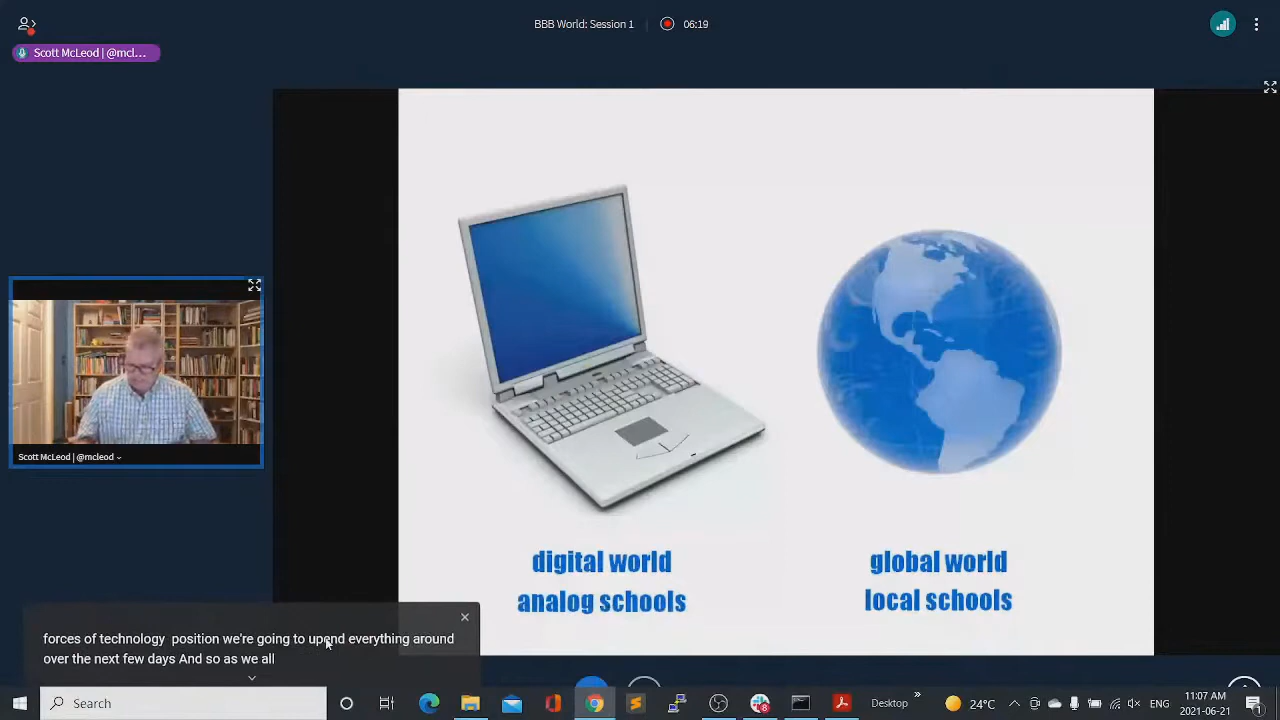 BBB World: Session 1
06:19
Scott McLeod | @mcl...
digital world
analog schools
global world
local schools
Scott McLeod | @mcleod
forces of technology position we're going to upend everything around
over the next few days And so as we all
Search
Desktop
24°C
ENG
11:07 AM
2021-06-21